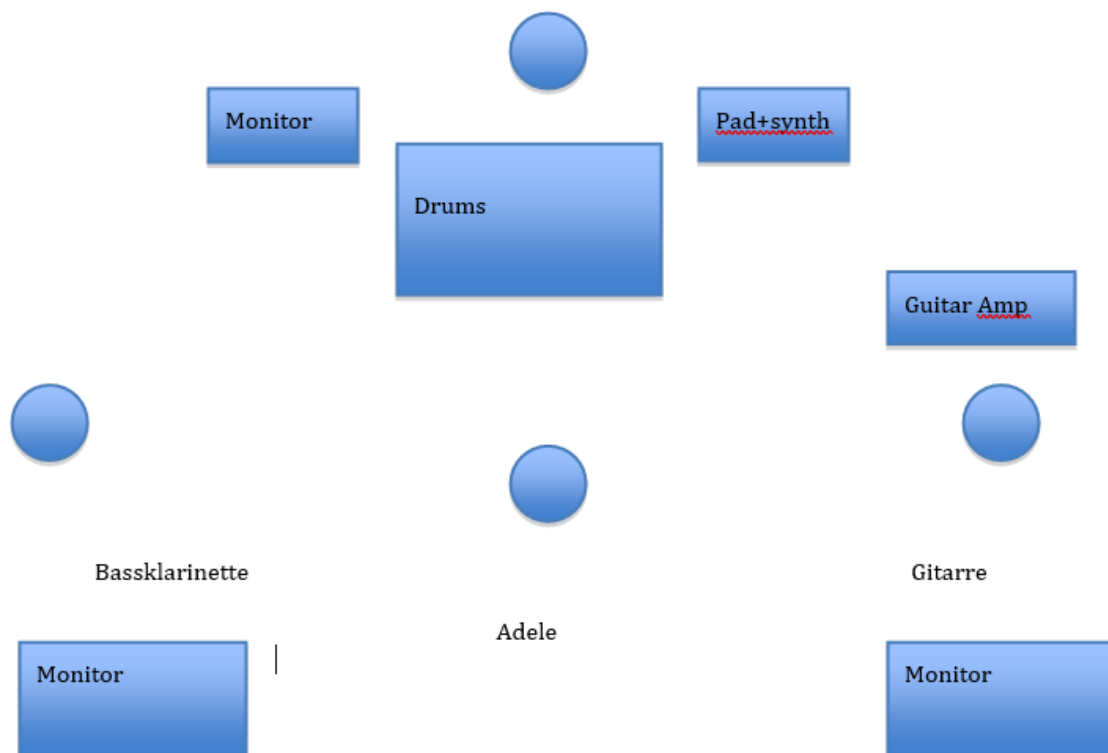 Monitor
Pad+synth
Drums
Guitar Amp
Bassklarinette
Gitarre
Adele
Monitor
Monitor